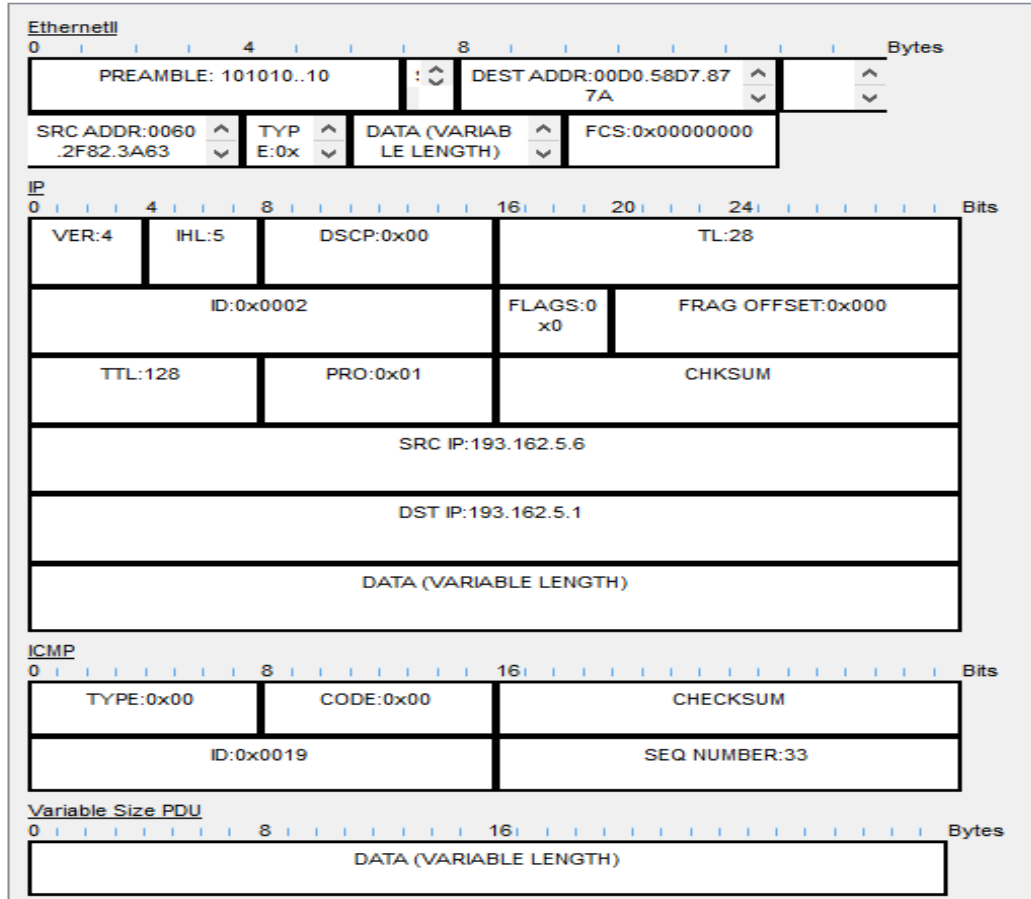 EthernetII
0 4 8 Bytes
PREAMBLE: 101010..10
DEST ADDR:00D0.58D7.87
7A
SRC ADDR:0060
.2F82.3A63
TYP
E:0x
DATA (VARIAB
LE LENGTH)
FCS:0x00000000
IP
0 4 8 16 20 24 Bits
VER:4 IHL:5 DSCP:0x00 TL:28
ID:0x0002 FLAGS:0
x0
FRAG OFFSET:0x000
TTL:128 PRO:0x01 CHKSUM
SRC IP:193.162.5.6
DST IP:193.162.5.1
DATA (VARIABLE LENGTH)
ICMP
0 8 16 Bits
TYPE:0x00 CODE:0x00 CHECKSUM
ID:0x0019 SEQ NUMBER:33
Variable Size PDU
0 8 16 Bytes
DATA (VARIABLE LENGTH)